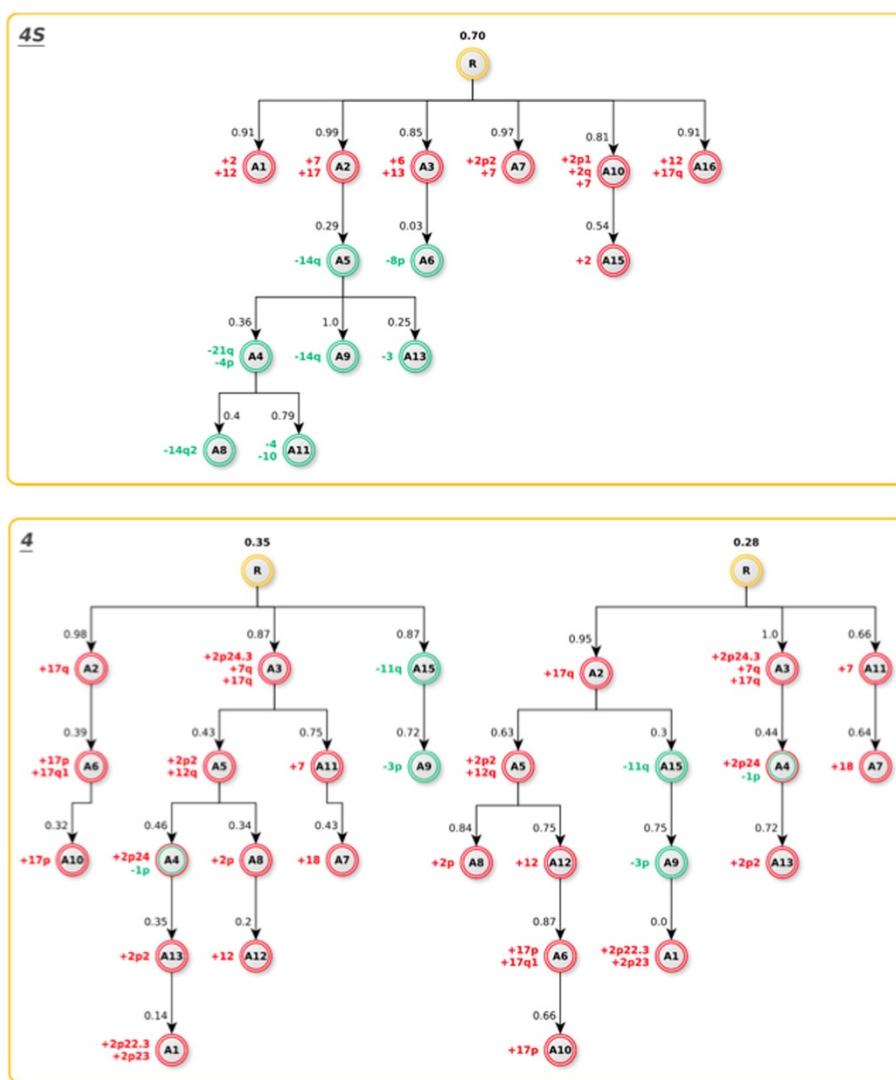 4S
0.70
R
0.91 0.99 0.85 0.97 0.81 0.91
+2
+12
A1
+7
+17
A2
+6
+13
A3
+2p2
+7
A7
+2p1
+2q
+7
A10
+12
+17q
A16
0.29 0.03 0.54
-14q A5 -8p A6 +2 A15
0.36 1.0 0.25
-21q
-4p
A4
-14q A9 -3 A13
0.4 0.79
-14q2 A8
-4
-10
A11
4
0.35
R
0.98 0.87 0.87
+17q A2
+2p24.3
+7q
+17q
A3
-11q A15
0.39 0.43 0.75 0.72
+17p
+17q1
A6
+2p2
+12q
A5
+7 A11
-3p A9
0.32 0.46 0.34 0.43
+17p A10
+2p24
-1p
A4
+2p A8
+18 A7
0.35 0.2
+2p2 A13
+12 A12
0.14
+2p22.3
+2p23
A1
0.28
R
0.95 1.0 0.66
+17q A2
+2p24.3
+7q
+17q
A3
+7 A11
0.63 0.3 0.44 0.64
+2p2
+12q
A5
-11q A15
+2p24
-1p
A4
+18 A7
0.84 0.75 0.75 0.72
+2p A8
+12 A12
-3p A9
+2p2 A13
0.87 0.0
+17p
+17q1
A6
+2p22.3
+2p23
A1
0.66
+17p A10